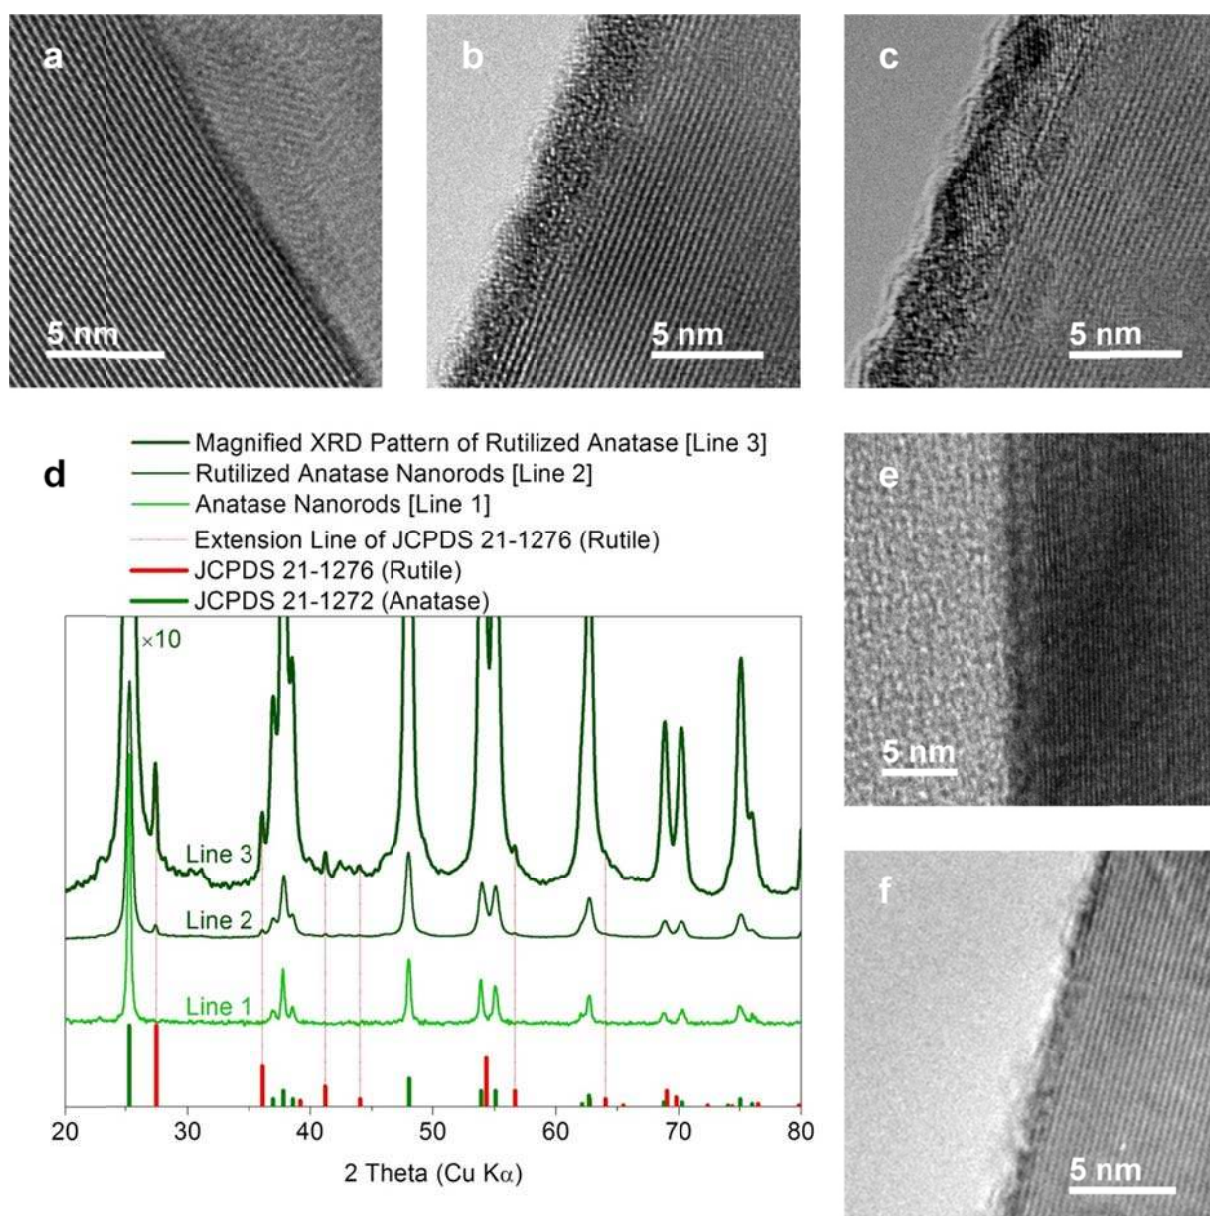 a
5 nm
b
5 nm
c
5 nm
d
Magnified XRD Pattern of Rutilized Anatase [Line 3]
Rutilized Anatase Nanorods [Line 2]
Anatase Nanorods [Line 1]
Extension Line of JCPDS 21-1276 (Rutile)
JCPDS 21-1276 (Rutile)
JCPDS 21-1272 (Anatase)
×10
Line 3
Line 2
Line 1
20 30 40 50 60 70 80
2 Theta (Cu Kα)
e
5 nm
f
5 nm